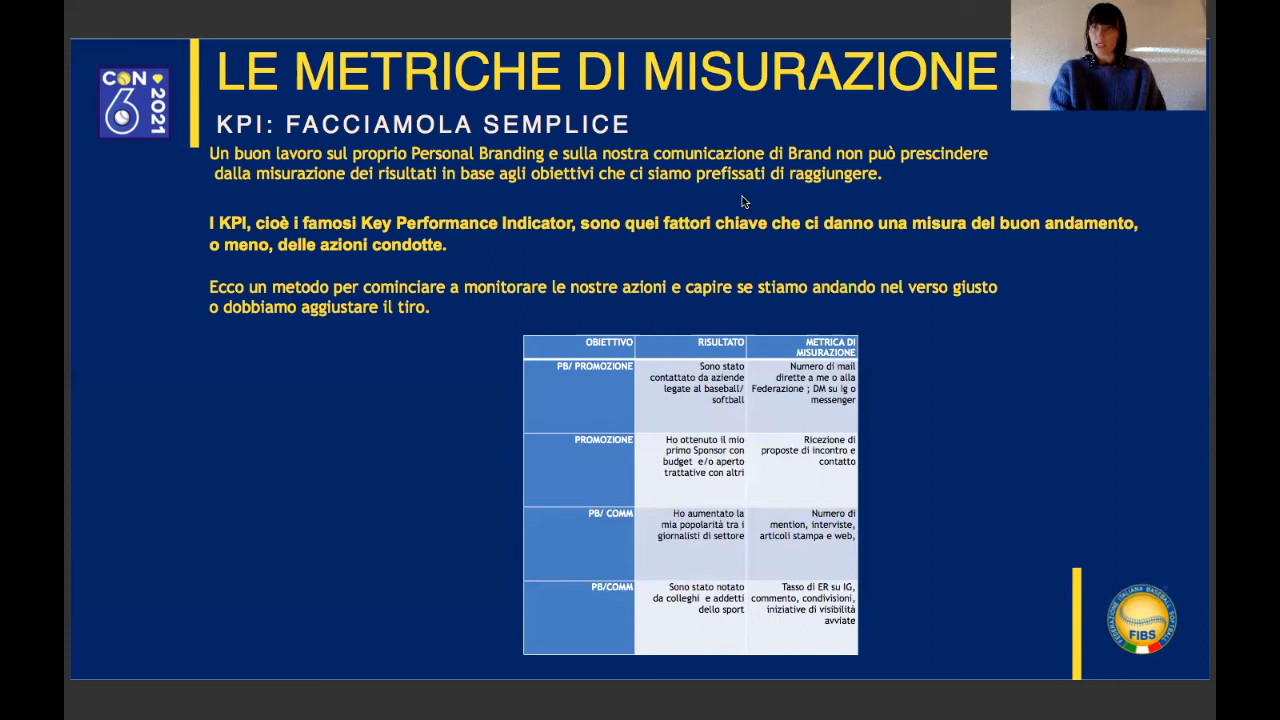 CON
6
2021
LE METRICHE DI MISURAZIONE
KPI: FACCIAMOLA SEMPLICE
Un buon lavoro sul proprio Personal Branding e sulla nostra comunicazione di Brand non può prescindere
dalla misurazione dei risultati in base agli obiettivi che ci siamo prefissati di raggiungere.
I KPI, cioè i famosi Key Performance Indicator, sono quei fattori chiave che ci danno una misura del buon andamento,
o meno, delle azioni condotte.
Ecco un metodo per cominciare a monitorare le nostre azioni e capire se stiamo andando nel verso giusto
o dobbiamo aggiustare il tiro.
OBIETTIVO
RISULTATO
METRICA DI
MISURAZIONE
PB/ PROMOZIONE
Sono stato
contattato da aziende
legate al baseball/
softball
Numero di mail
dirette a me o alla
Federazione ; DM su ig o
messenger
PROMOZIONE
Ho ottenuto il mio
primo Sponsor con
budget e/o aperto
trattative con altri
Ricezione di
proposte di incontro e
contatto
PB/ COMM
Ho aumentato la
mia popolarità tra i
giornalisti di settore
Numero di
mention, interviste,
articoli stampa e web,
PB/COMM
Sono stato notato
da colleghi e addetti
dello sport
Tasso di ER su IG,
commento, condivisioni,
iniziative di visibilità
avviate
FEDERAZIONE ITALIANA BASEBALL SOFTBALL
FIBS